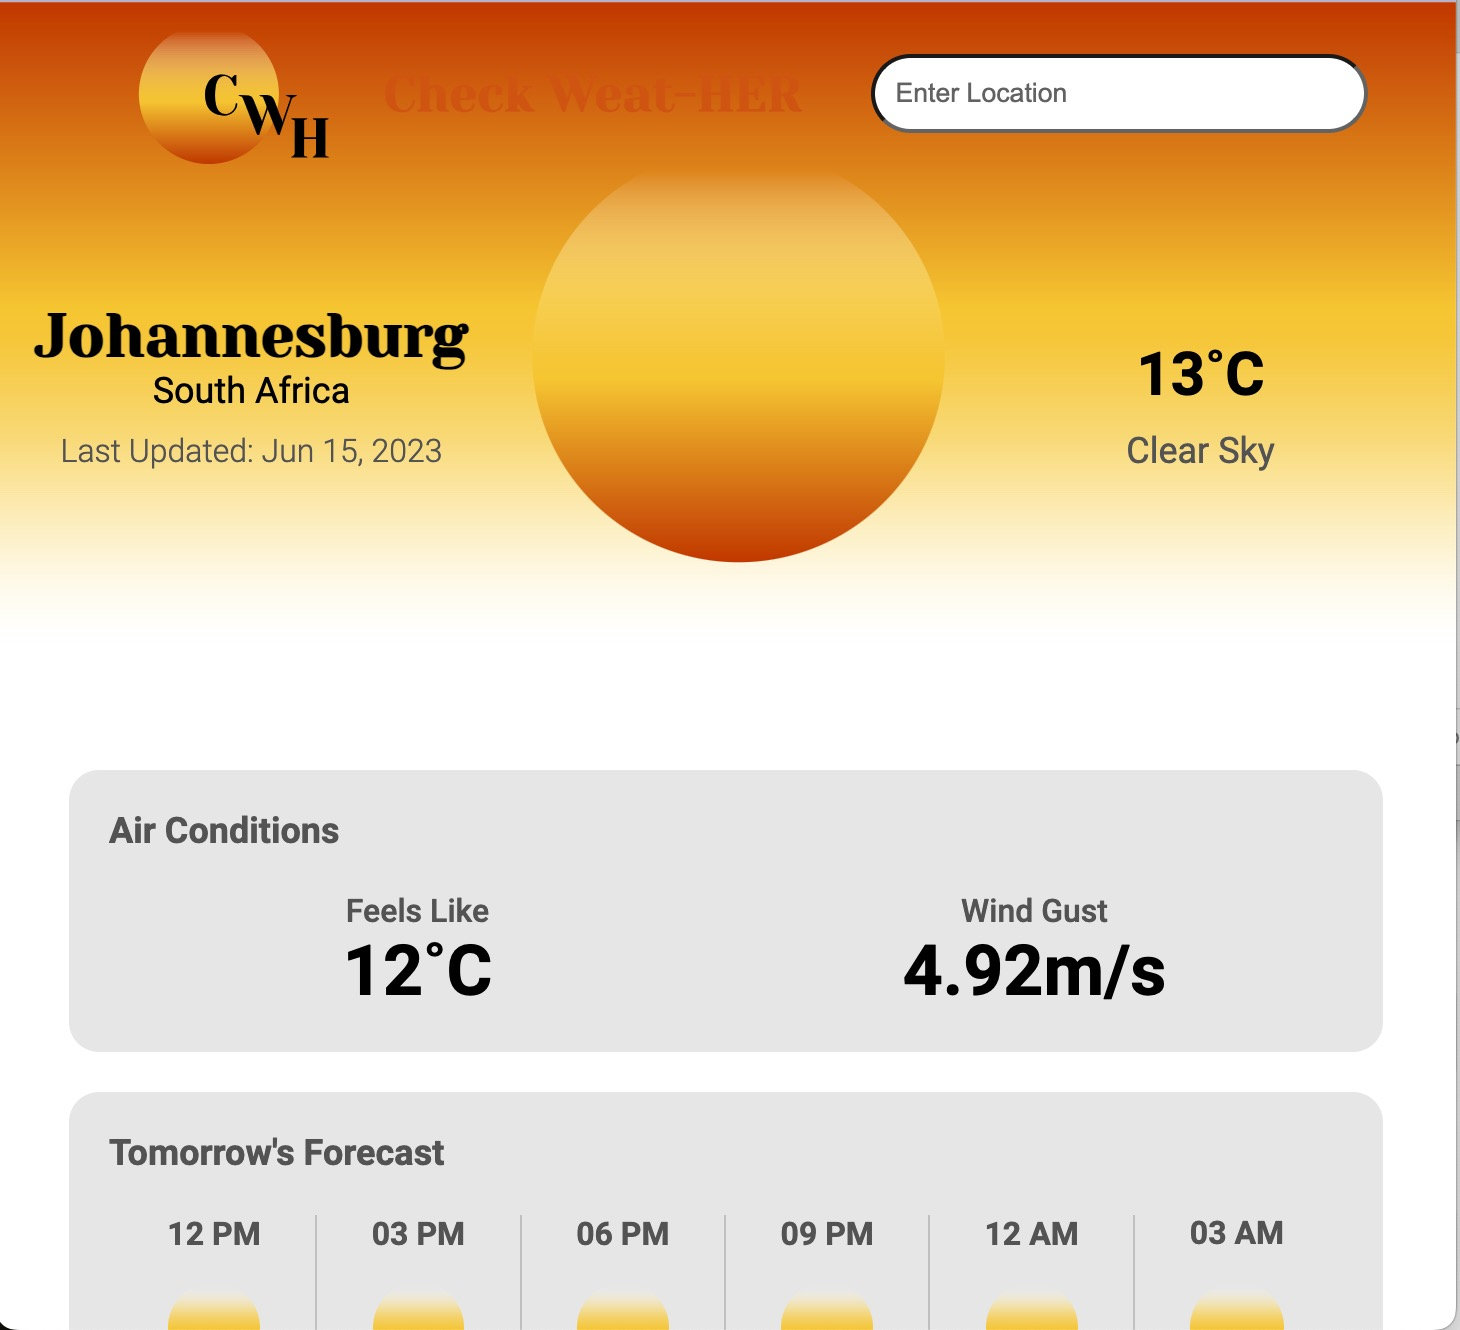 CWH
Check Weat-HER
Enter Location
Johannesburg
South Africa
Last Updated: Jun 15, 2023
13°C
Clear Sky
Air Conditions
Feels Like
12°C
Wind Gust
4.92m/s
Tomorrow's Forecast
12 PM
03 PM
06 PM
09 PM
12 AM
03 AM